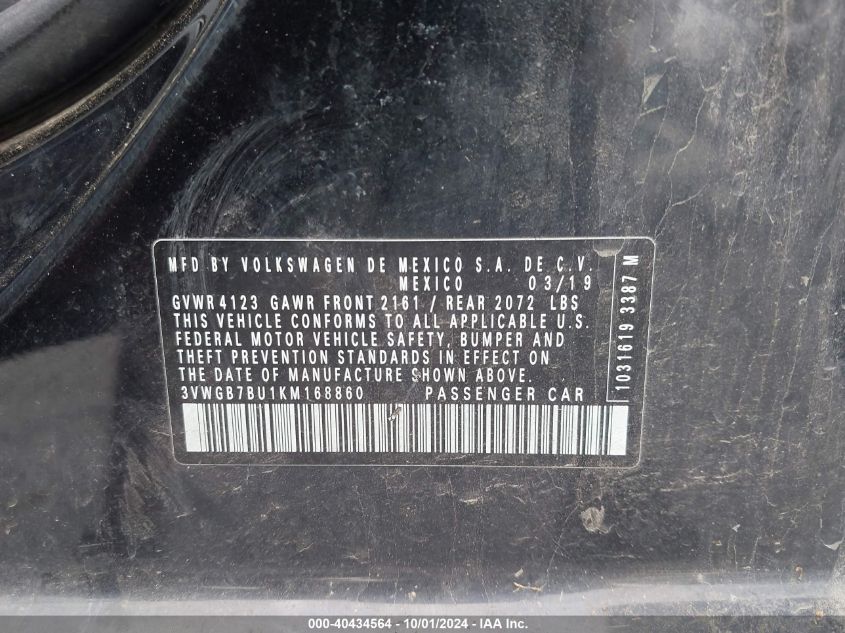 MFD BY VOLKSWAGEN DE MEXICO S.A. DE C.V.
MEXICO 03/19
GVWR 4123 GAWR FRONT 2161 / REAR 2072 LBS
THIS VEHICLE CONFORMS TO ALL APPLICABLE U.S.
FEDERAL MOTOR VEHICLE SAFETY, BUMPER AND
THEFT PREVENTION STANDARDS IN EFFECT ON
THE DATE OF MANUFACTURE SHOWN ABOVE.
3VWGB7BU1KM168860 PASSENGER CAR
1031619 3387 M
000-40434564 - 10/01/2024 - © IAA Inc.